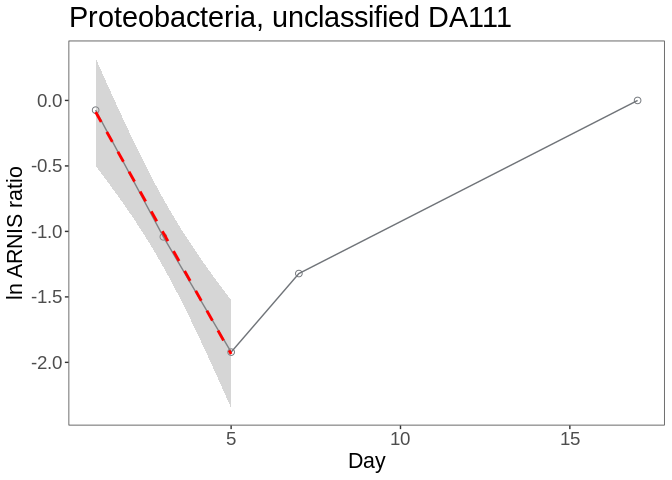 Proteobacteria, unclassified DA111
0.0
-0.5
-1.0
-1.5
-2.0
ln ARNIS ratio
5
10
15
Day